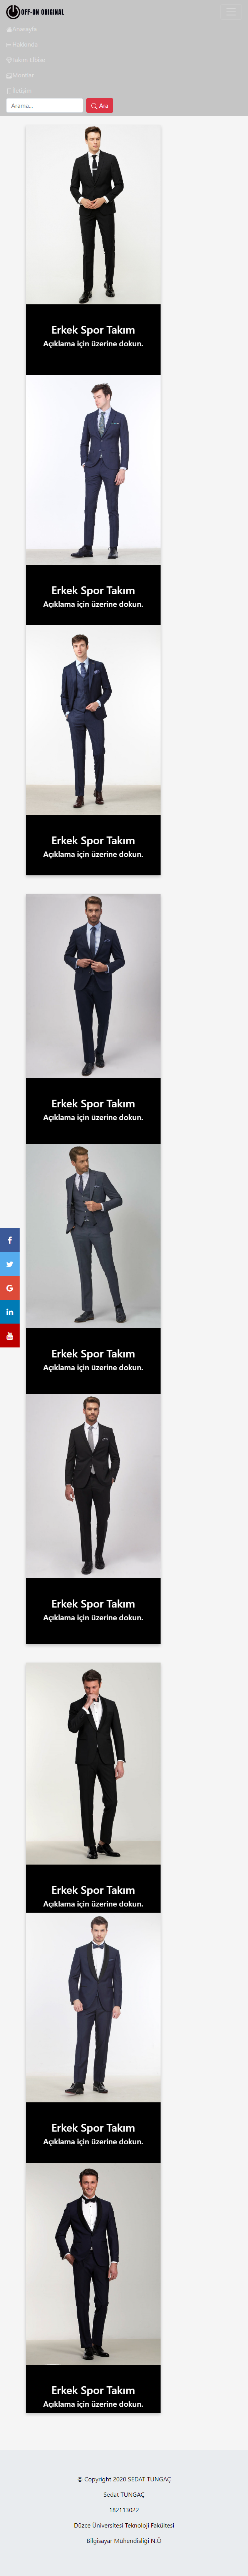 OFF-ON ORIGINAL
Anasayfa
Hakkında
Takım Elbise
Monitör
İletişim
Arama...
Ara
Erkek Spor Takım
Açıklama için üzerine dokun.
Erkek Spor Takım
Açıklama için üzerine dokun.
Erkek Spor Takım
Açıklama için üzerine dokun.
Erkek Spor Takım
Açıklama için üzerine dokun.
Erkek Spor Takım
Açıklama için üzerine dokun.
Erkek Spor Takım
Açıklama için üzerine dokun.
Erkek Spor Takım
Açıklama için üzerine dokun.
Erkek Spor Takım
Açıklama için üzerine dokun.
Erkek Spor Takım
Açıklama için üzerine dokun.
© Copyright 2020 SEDAT TUNGAÇ
Sedat TUNGAÇ
182113022
Düzce Üniversitesi Teknoloji Fakültesi
Bilgisayar Mühendisliği N.Ö